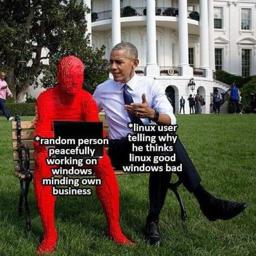 *random person
peacefully
working on
windows
minding own
business
*linux user
telling why
he thinks
linux good
windows bad